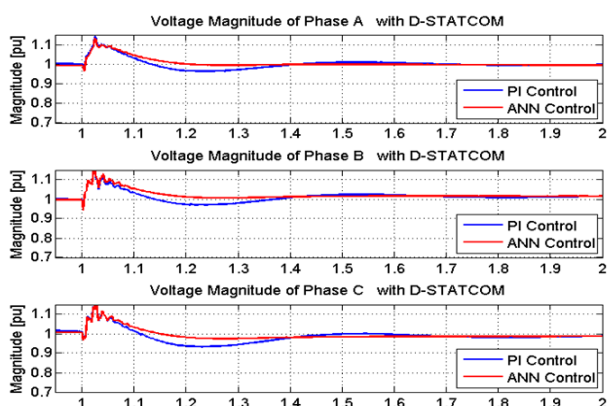 Voltage Magnitude of Phase A with D-STATCOM
Magnitude [pu]
1.1
1
0.9
0.8
0.7
PI Control
ANN Control
1 1.1 1.2 1.3 1.4 1.5 1.6 1.7 1.8 1.9 2
Voltage Magnitude of Phase B with D-STATCOM
Magnitude [pu]
1.1
1
0.9
0.8
0.7
PI Control
ANN Control
1 1.1 1.2 1.3 1.4 1.5 1.6 1.7 1.8 1.9 2
Voltage Magnitude of Phase C with D-STATCOM
Magnitude [pu]
1.1
1
0.9
0.8
0.7
PI Control
ANN Control
1 1.1 1.2 1.3 1.4 1.5 1.6 1.7 1.8 1.9 2